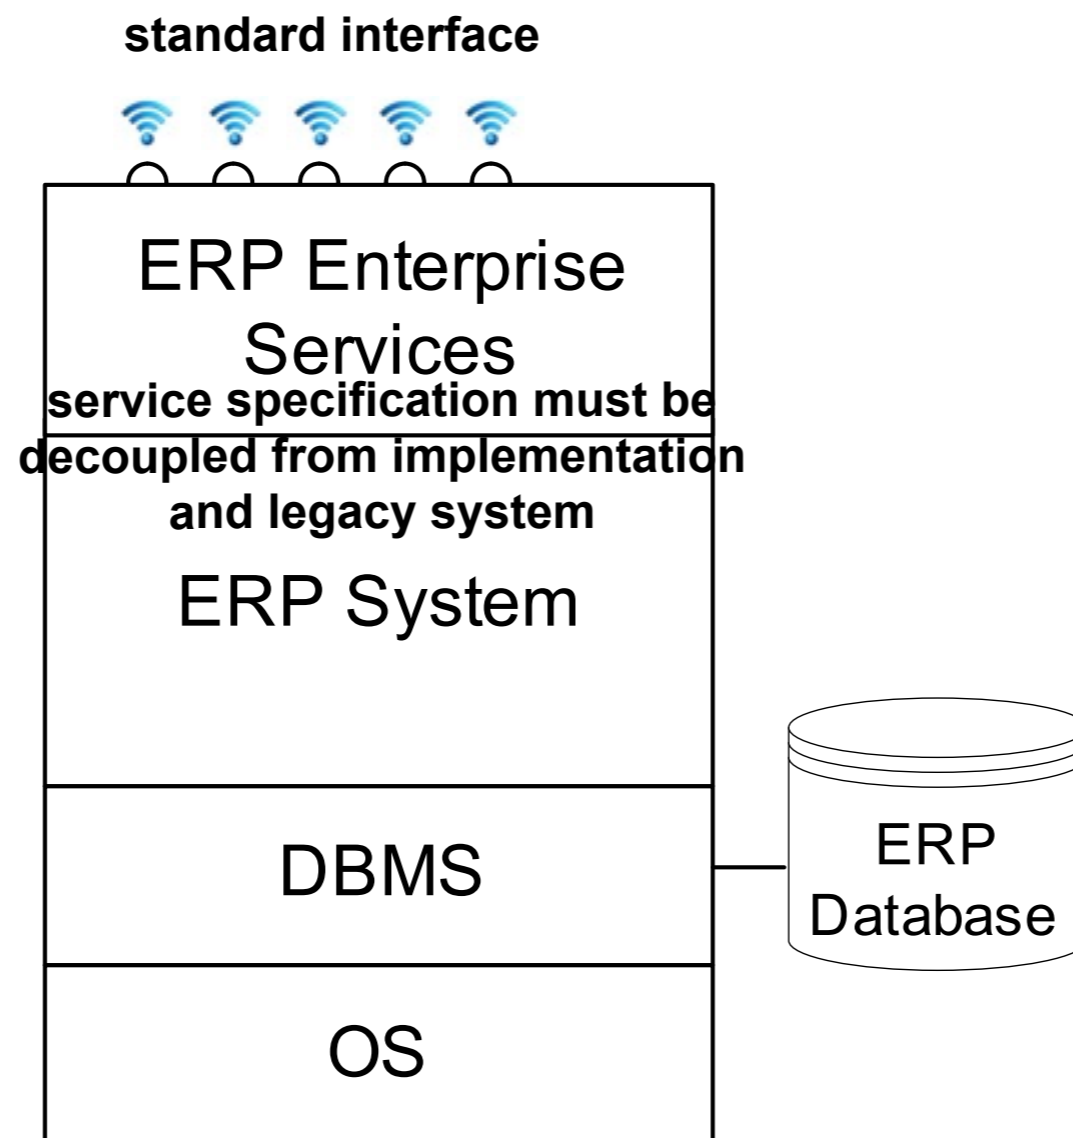 standard interface
ERP Enterprise
Services
service specification must be
decoupled from implementation
and legacy system
ERP System
DBMS
ERP
Database
OS